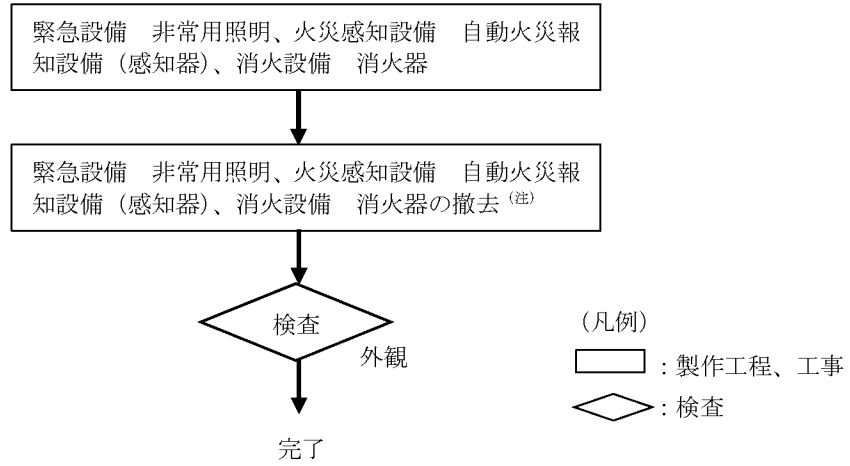 緊急設備　非常用照明、火災感知設備　自動火災報
知設備（感知器）、消火設備　消火器
緊急設備　非常用照明、火災感知設備　自動火災報
知設備（感知器）、消火設備　消火器の撤去（注）
検査
外観
完了
（凡例）
：製作工程、工事
：検査